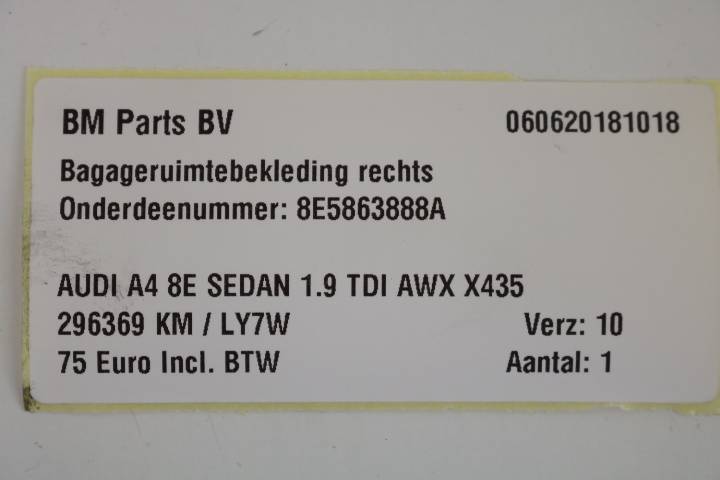 BM Parts BV 060620181018
Bagageruimtebekleding rechts
Onderdeenummer: 8E5863888A
AUDI A4 8E SEDAN 1.9 TDI AWX X435
296369 KM / LY7W Verz: 10
75 Euro Incl. BTW Aantal: 1